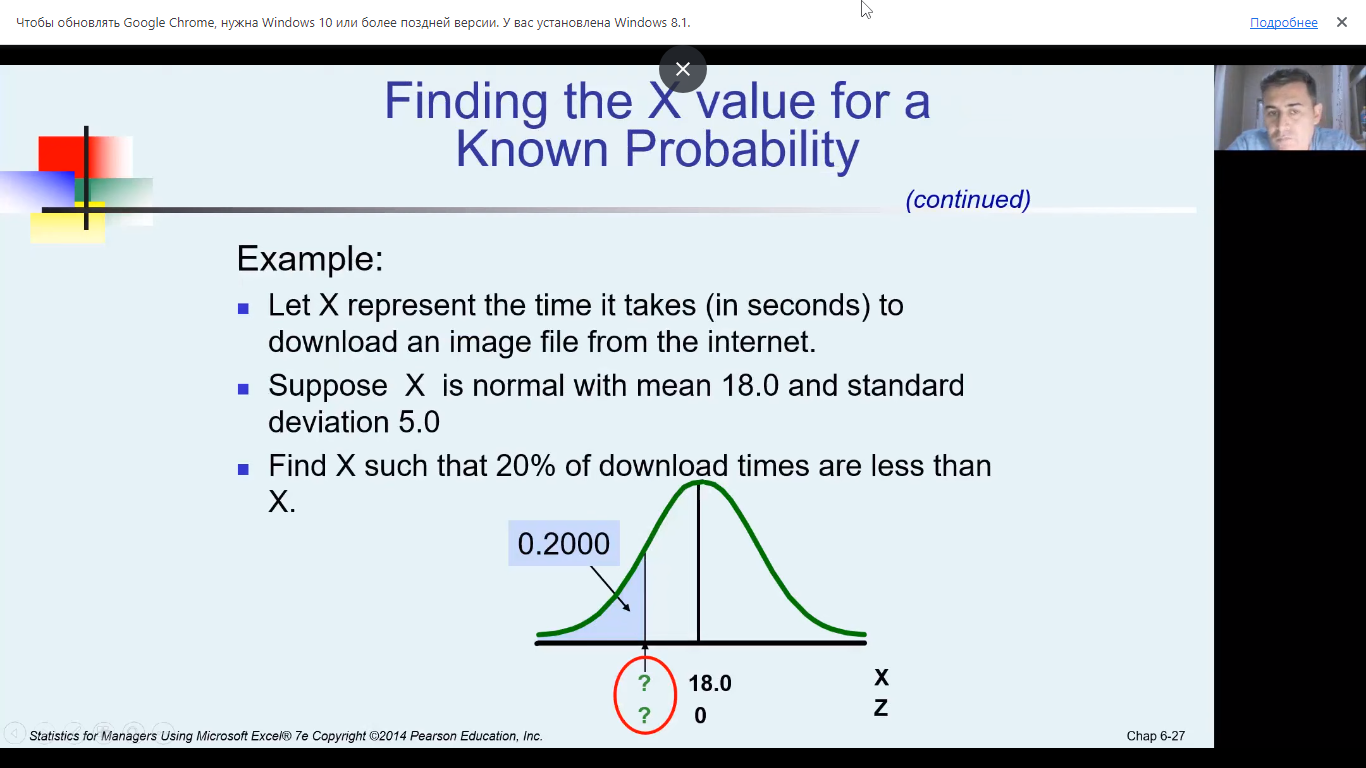 Чтобы обновлять Google Chrome, нужна Windows 10 или более поздней версии. У вас установлена Windows 8.1.
Подробнее
Finding the X value for a
Known Probability
(continued)
Example:
Let X represent the time it takes (in seconds) to
download an image file from the internet.
Suppose X is normal with mean 18.0 and standard
deviation 5.0
Find X such that 20% of download times are less than
X.
0.2000
? 18.0 X
? 0 Z
Statistics for Managers Using Microsoft Excel® 7e Copyright ©2014 Pearson Education, Inc.
Chap 6-27